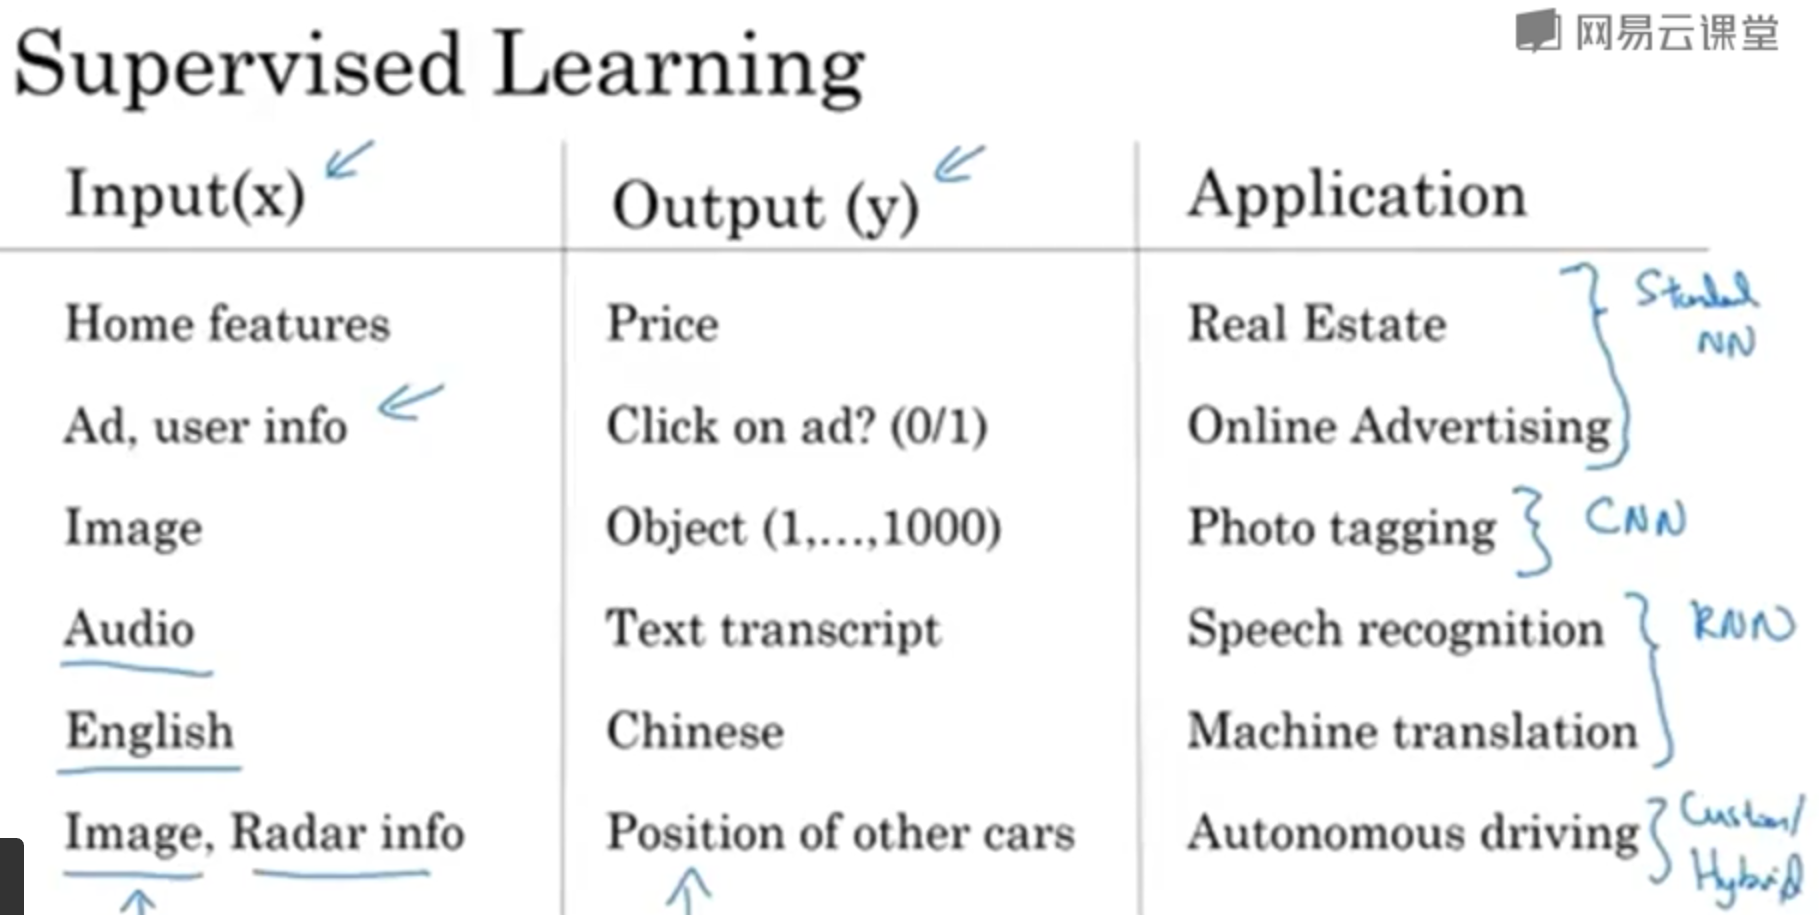 网易云课堂
Supervised Learning
Input(x) Output (y) Application
Home features Price Real Estate Standard
NN
Ad, user info Click on ad? (0/1) Online Advertising
Image Object (1,...,1000) Photo tagging CNN
Audio Text transcript Speech recognition RNN
English Chinese Machine translation
Image, Radar info Position of other cars Autonomous driving Custom/
Hybrid